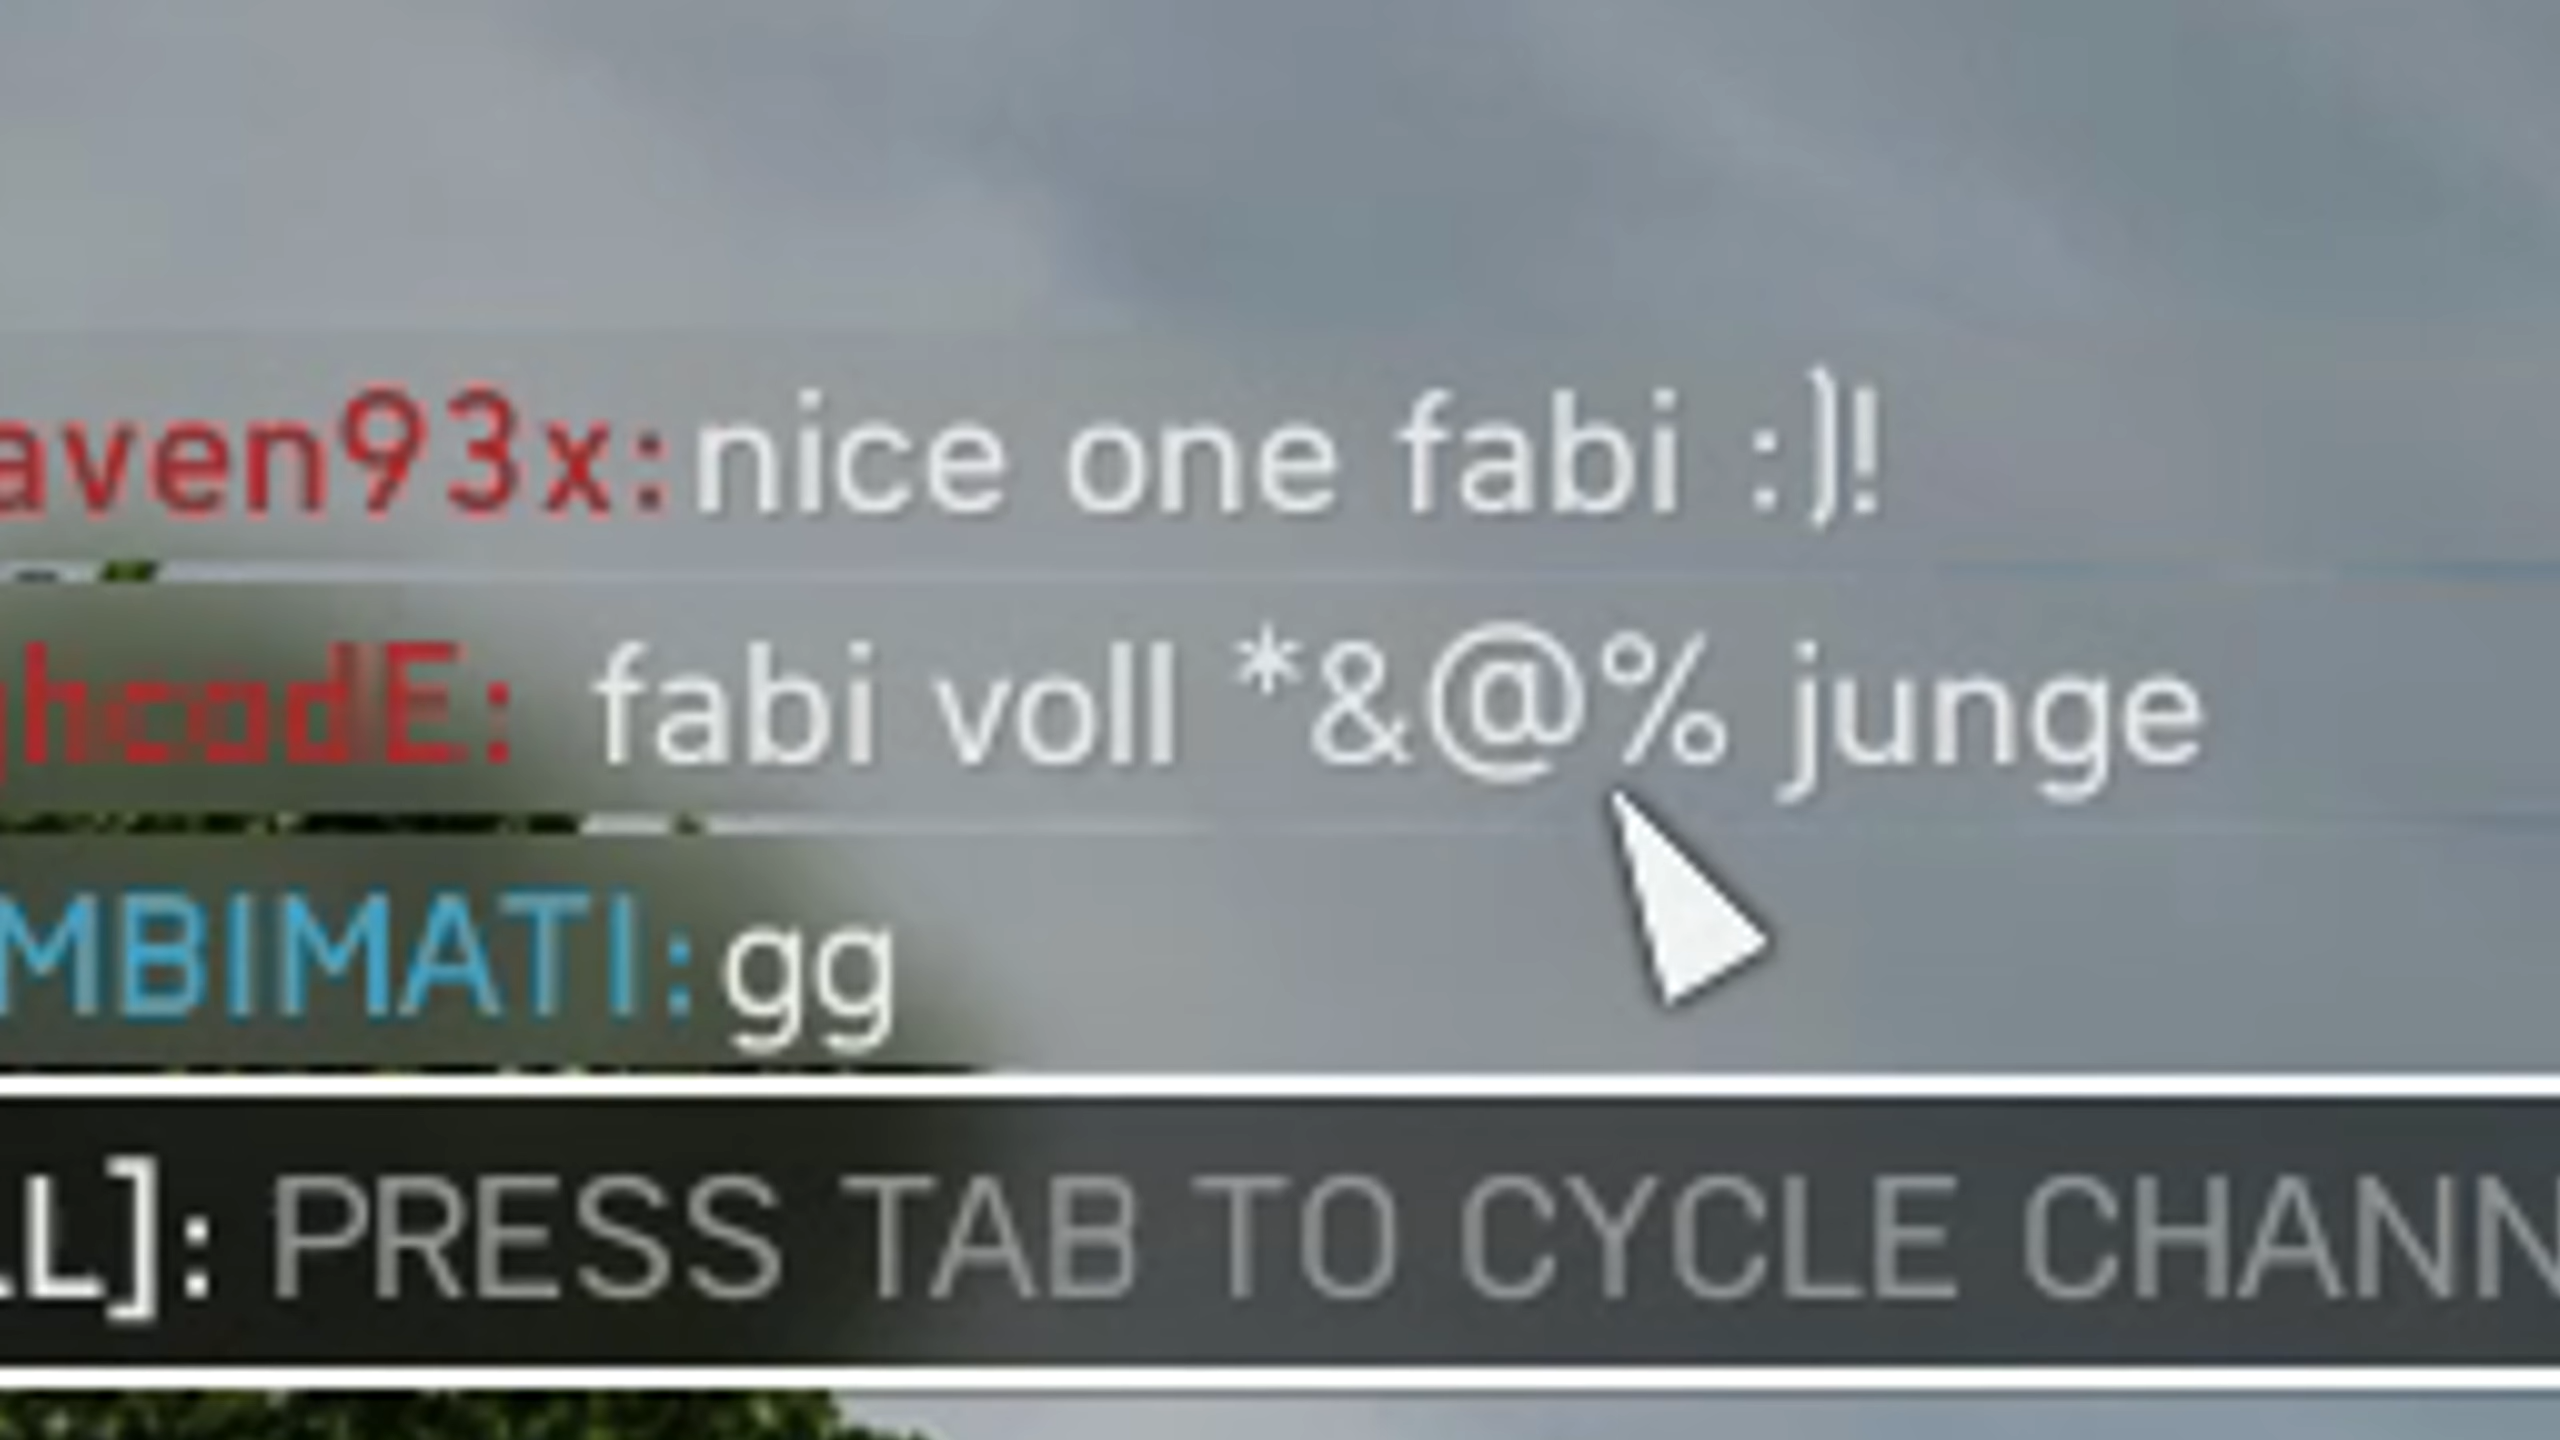 aven93x: nice one fabi :)!
ghcodE: fabi voll *&@% junge
MBIMATI: gg
LL]: PRESS TAB TO CYCLE CHANN